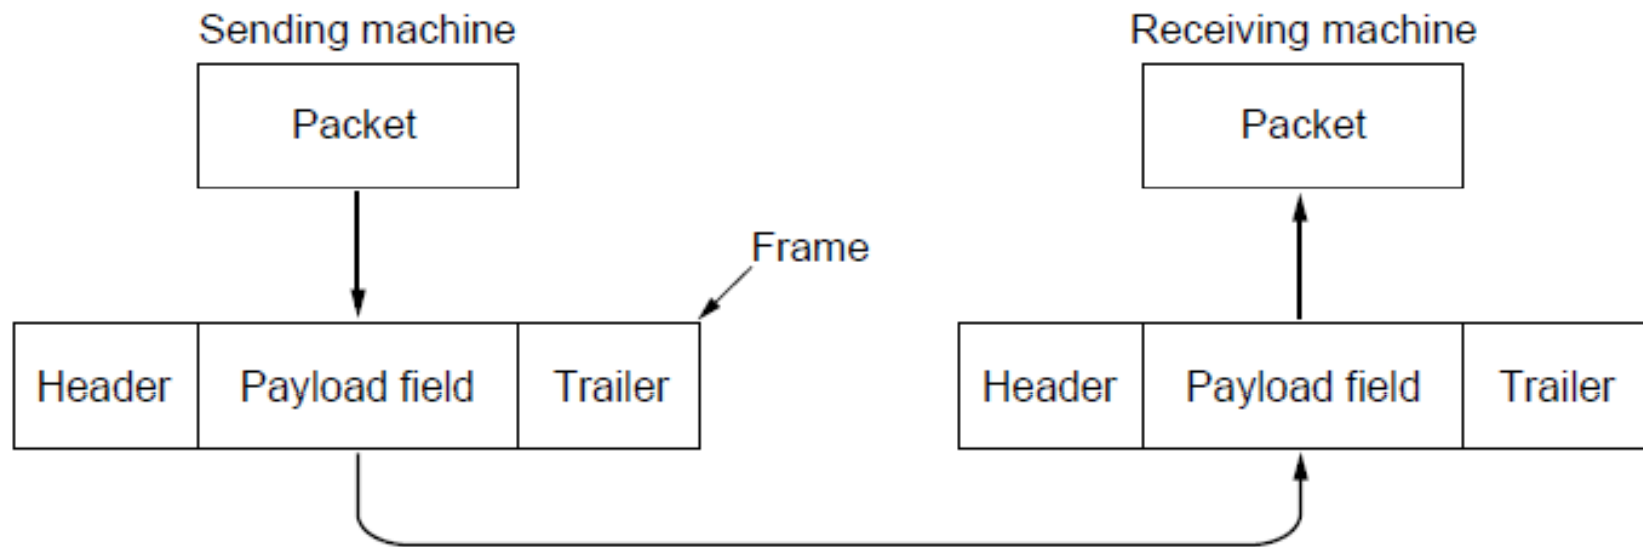 Sending machine
Receiving machine
Packet
Packet
Frame
Header
Payload field
Trailer
Header
Payload field
Trailer